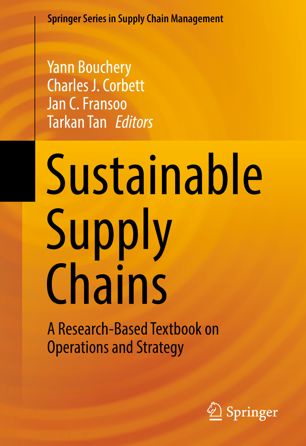 Springer Series in Supply Chain Management
Yann Bouchery
Charles J. Corbett
Jan C. Fransoo
Tarkan Tan Editors
Sustainable
Supply
Chains
A Research-Based Textbook on
Operations and Strategy
Springer